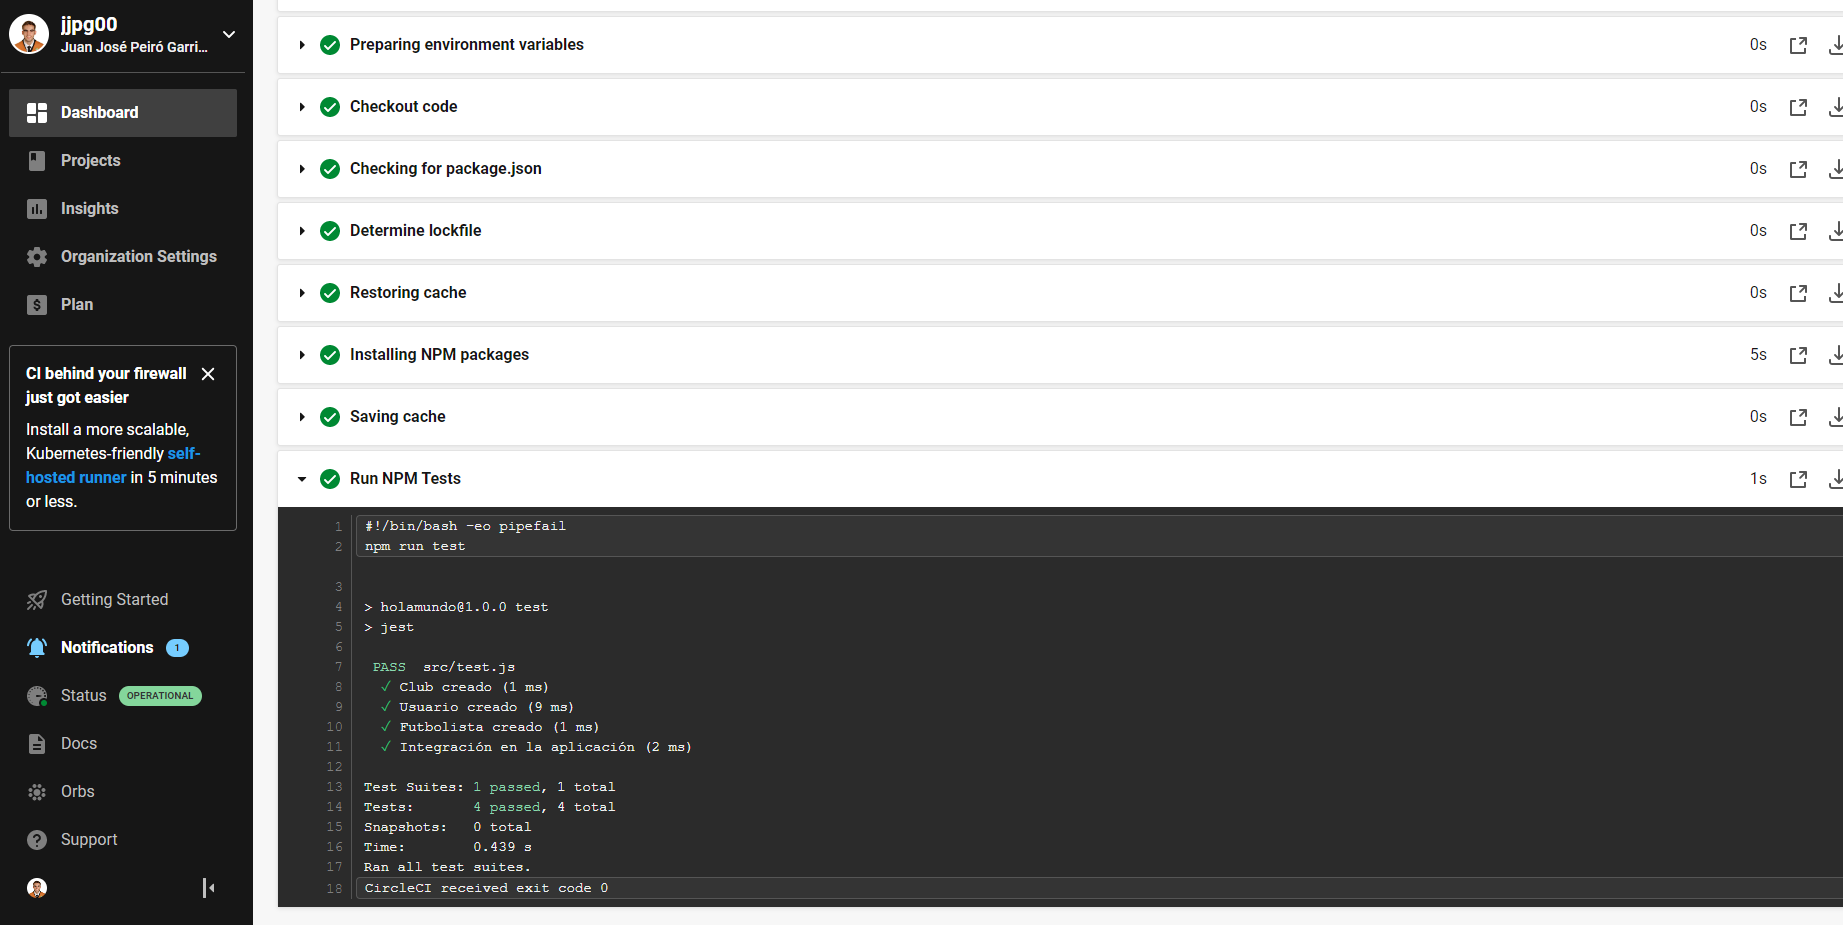 jjpg00
Juan José Peiró Garri...
Dashboard
Projects
Insights
Organization Settings
Plan
CI behind your firewall
just got easier
Install a more scalable,
Kubernetes-friendly self-
hosted runner in 5 minutes
or less.
Getting Started
Notifications 1
Status OPERATIONAL
Docs
Orbs
Support
Preparing environment variables 0s
Checkout code 0s
Checking for package.json 0s
Determine lockfile 0s
Restoring cache 0s
Installing NPM packages 5s
Saving cache 0s
Run NPM Tests 1s
1 #!/bin/bash -eo pipefail
2 npm run test
3
4 > holamundo@1.0.0 test
5 > jest
6
7 PASS src/test.js
8 ✓ Club creado (1 ms)
9 ✓ Usuario creado (9 ms)
10 ✓ Futbolista creado (1 ms)
11 ✓ Integración en la aplicación (2 ms)
12
13 Test Suites: 1 passed, 1 total
14 Tests: 4 passed, 4 total
15 Snapshots: 0 total
16 Time: 0.439 s
17 Ran all test suites.
18 CircleCI received exit code 0